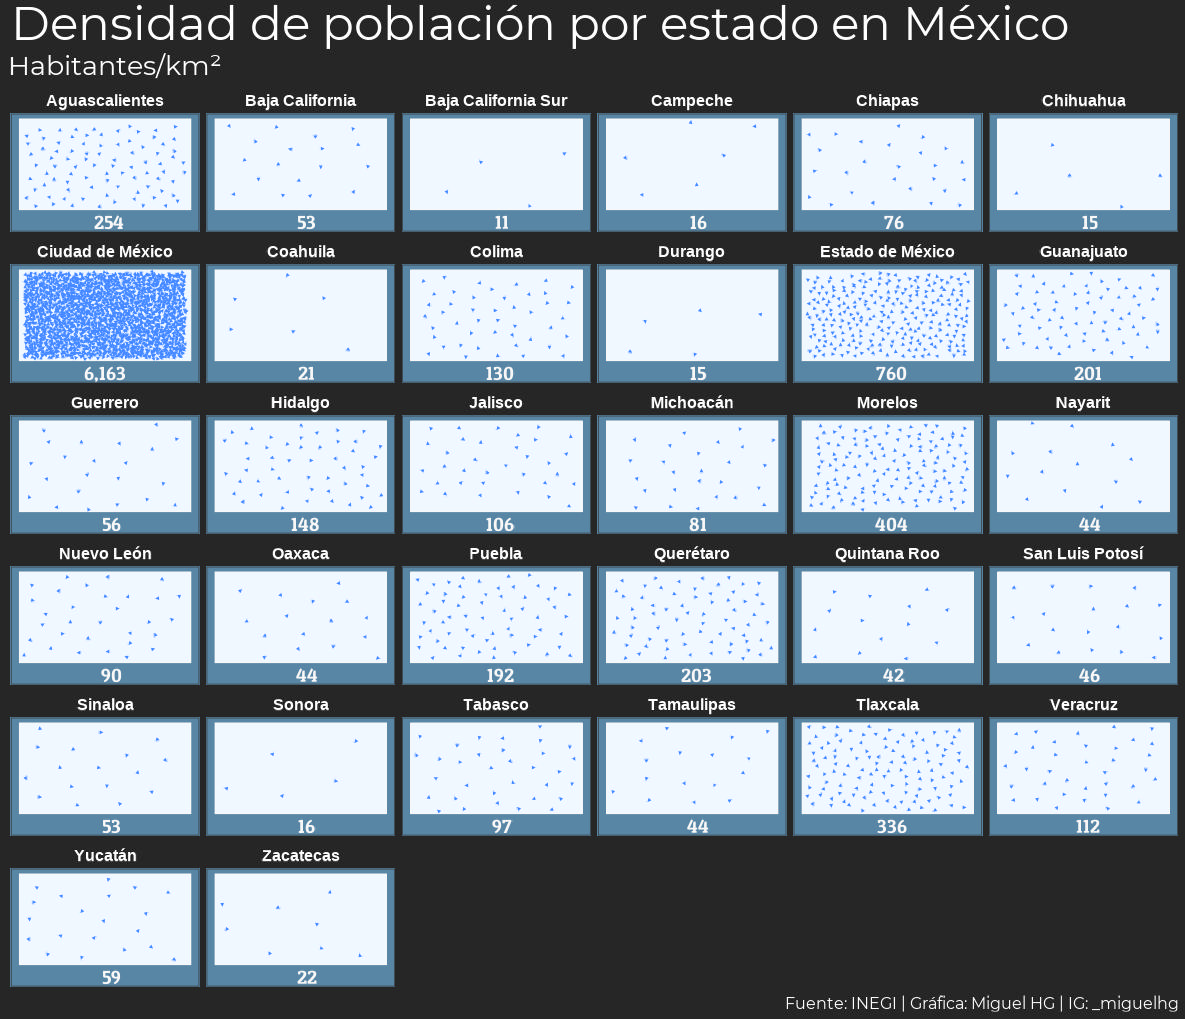 Densidad de población por estado en México
Habitantes/km²
Aguascalientes Baja California Baja California Sur Campeche Chiapas Chihuahua
254 53 11 16 76 15
Ciudad de México Coahuila Colima Durango Estado de México Guanajuato
6,163 21 130 15 760 201
Guerrero Hidalgo Jalisco Michoacán Morelos Nayarit
56 148 106 81 404 44
Nuevo León Oaxaca Puebla Querétaro Quintana Roo San Luis Potosí
90 44 192 203 42 46
Sinaloa Sonora Tabasco Tamaulipas Tlaxcala Veracruz
53 16 97 44 336 112
Yucatán Zacatecas
59 22
Fuente: INEGI | Gráfica: Miguel HG | IG: _miguelhg